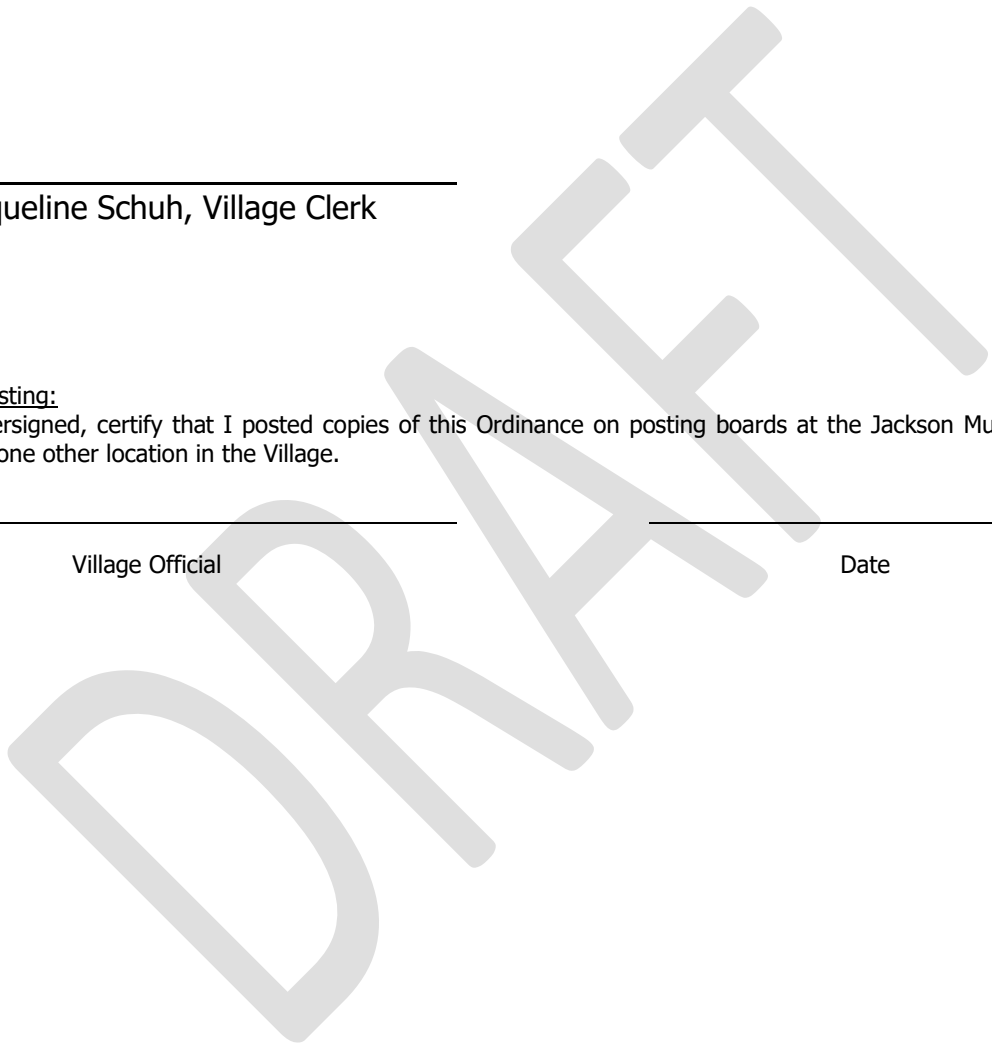 queline Schuh, Village Clerk
sting:
ersigned, certify that I posted copies of this Ordinance on posting boards at the Jackson Mu
one other location in the Village.
Village Official Date
DRAFT